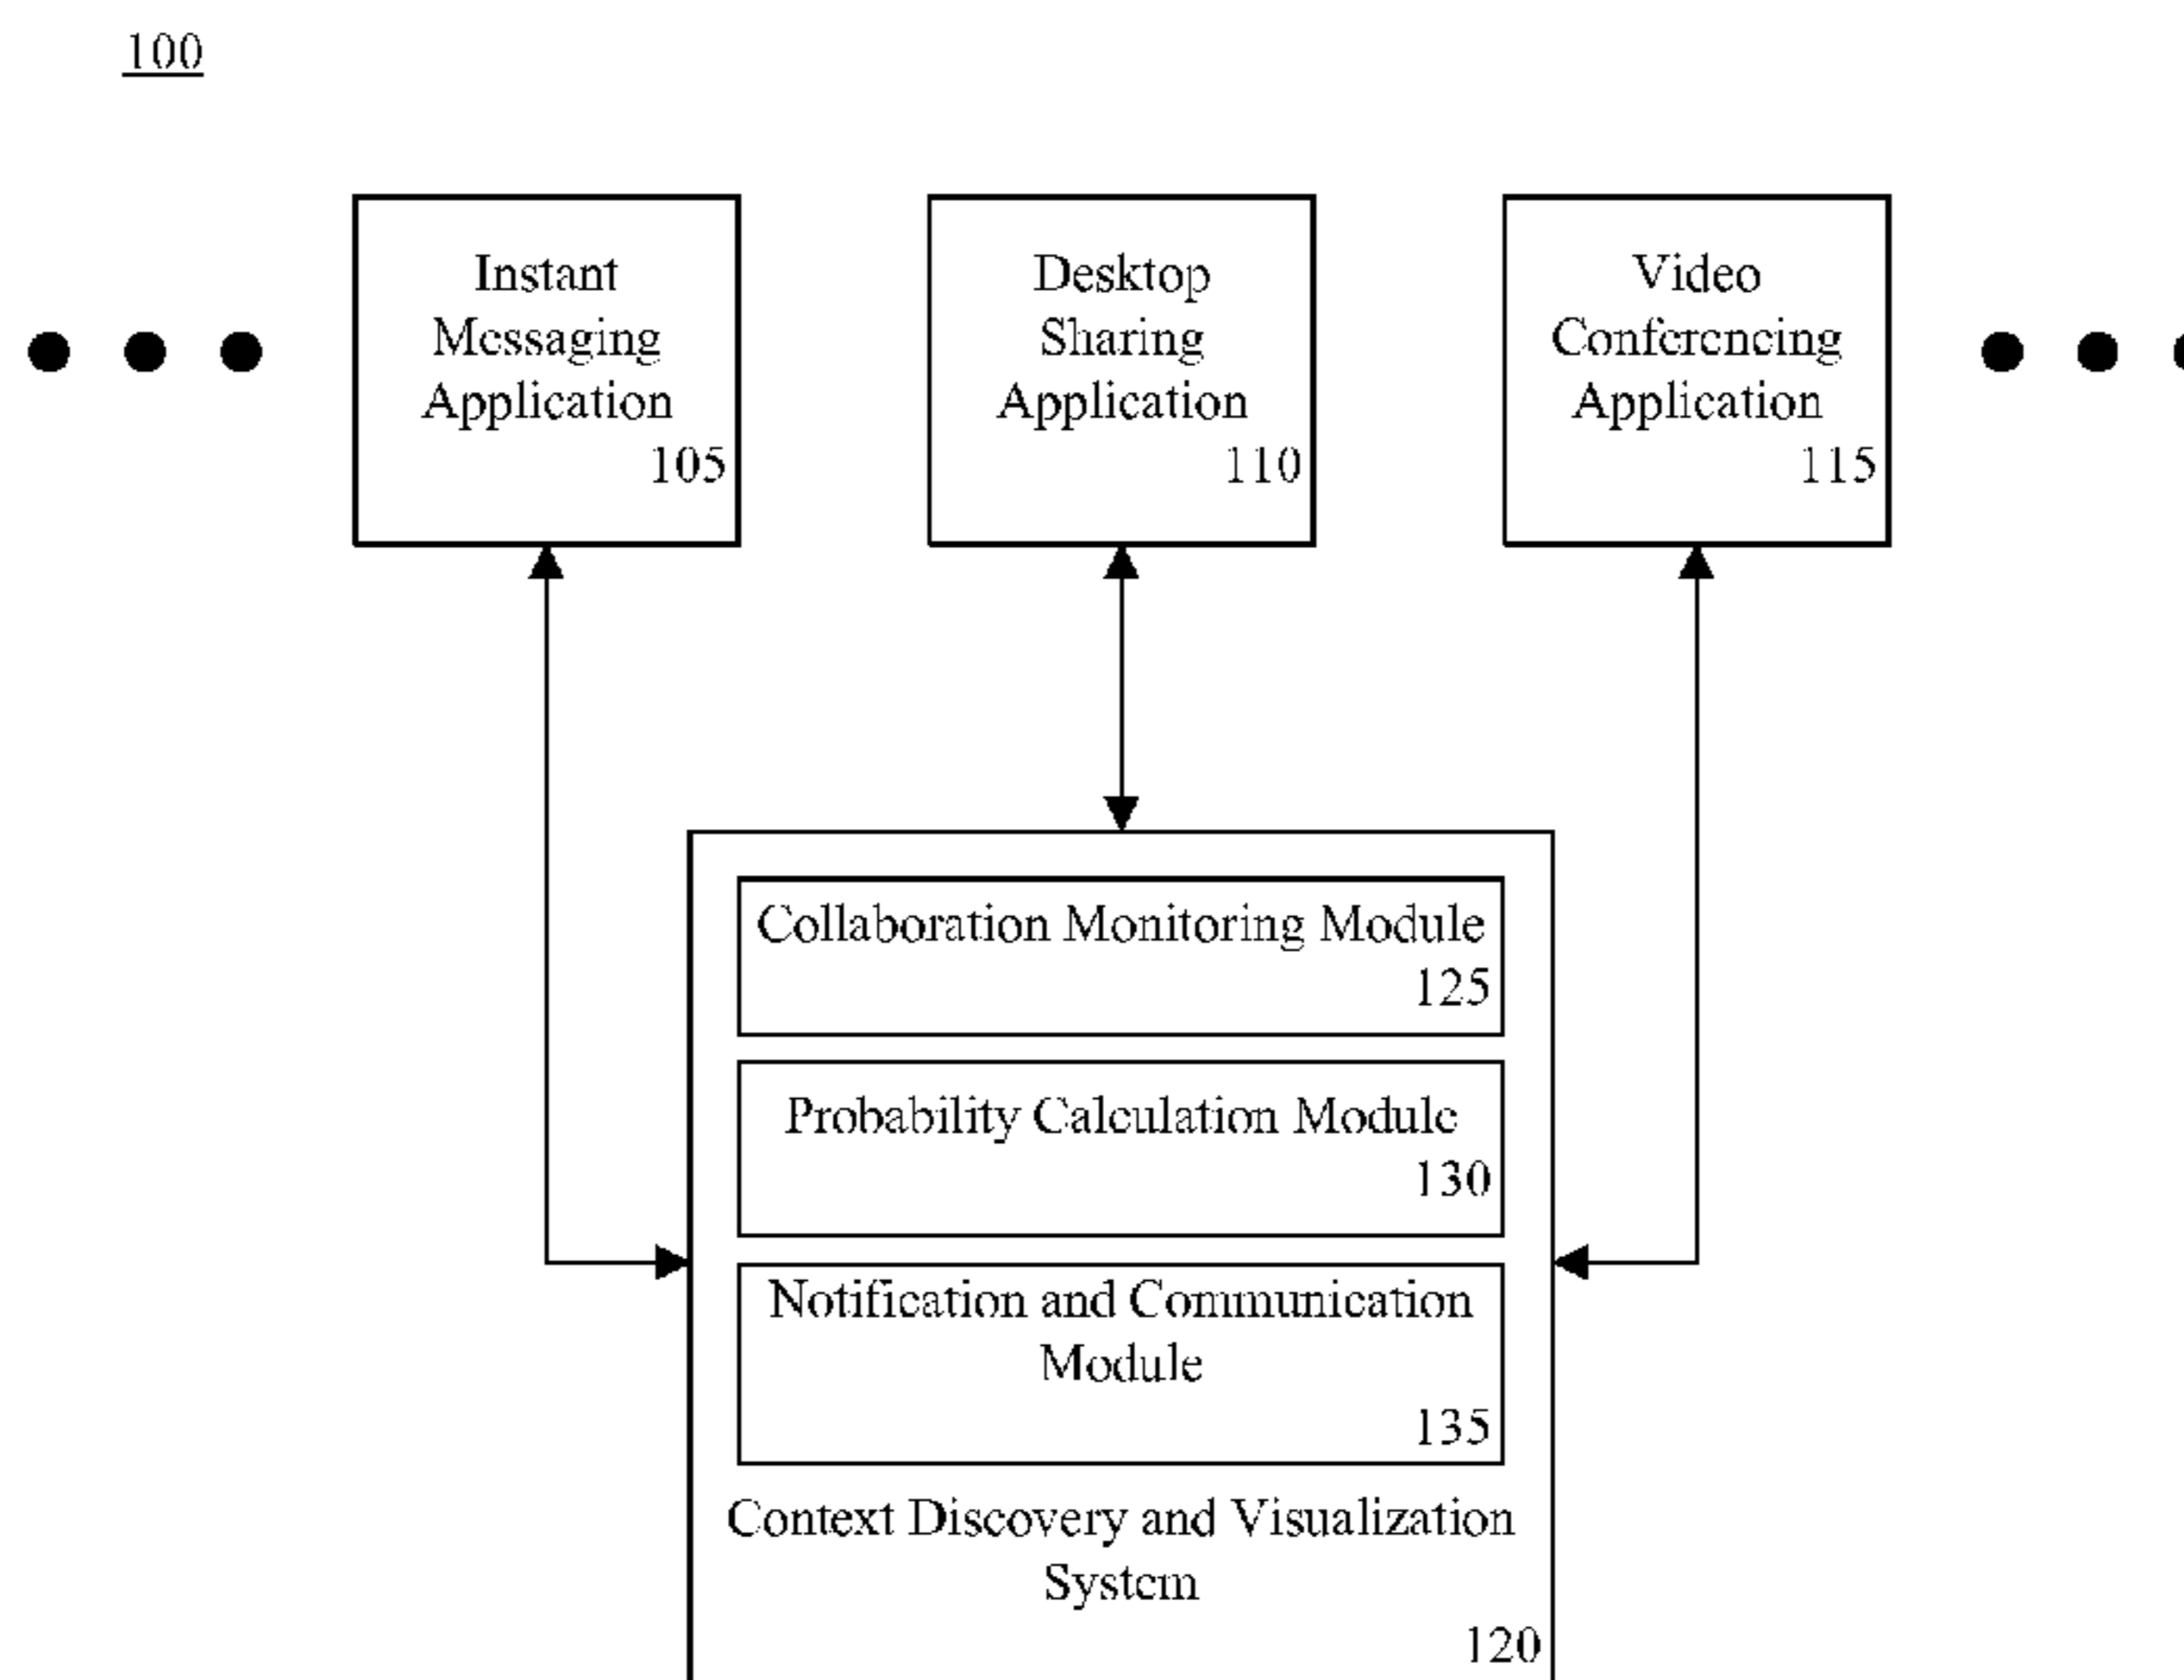 100
Instant
Messaging
Application
105
Desktop
Sharing
Application
110
Video
Conferencing
Application
115
Collaboration Monitoring Module
125
Probability Calculation Module
130
Notification and Communication
Module
135
Context Discovery and Visualization
System
120